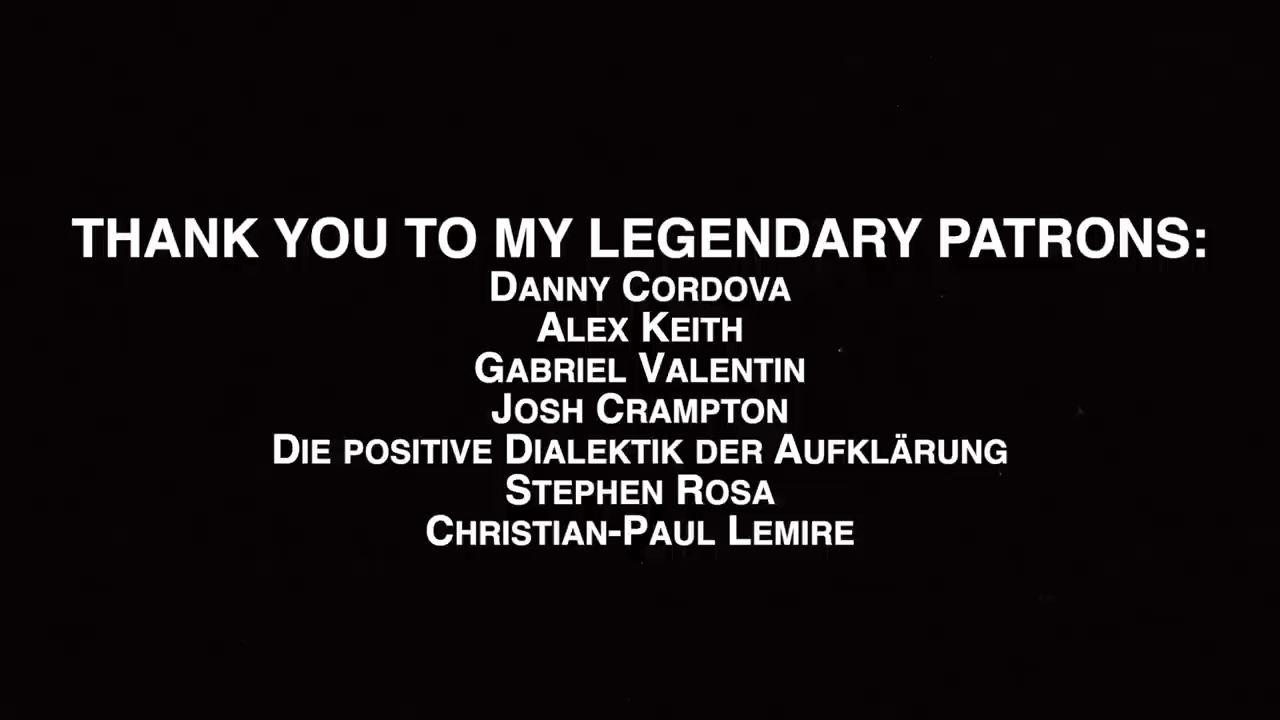 THANK YOU TO MY LEGENDARY PATRONS:
DANNY CORDOVA
ALEX KEITH
GABRIEL VALENTIN
JOSH CRAMPTON
DIE POSITIVE DIALEKTIK DER AUFKLÄRUNG
STEPHEN ROSA
CHRISTIAN-PAUL LEMIRE